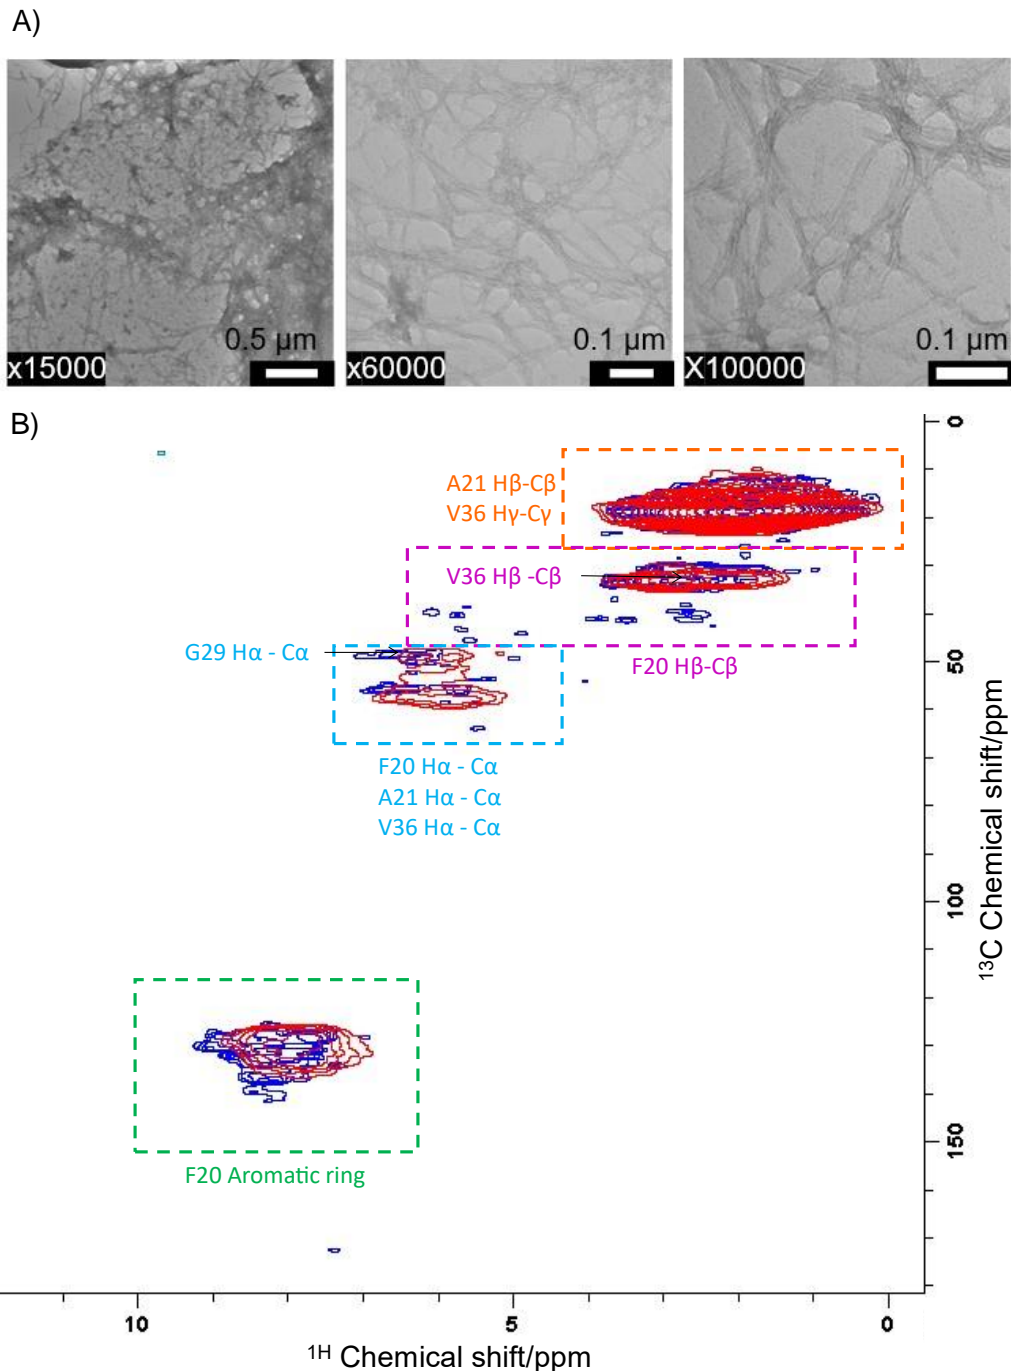 A)
0.5 µm
x15000
0.1 µm
x60000
0.1 µm
X100000
B)
0
A21 Hβ-Cβ
V36 Hγ-Cγ
V36 Hβ -Cβ
G29 Hα - Cα
F20 Hβ-Cβ
50
F20 Hα - Cα
A21 Hα - Cα
V36 Hα - Cα
100
13C Chemical shift/ppm
150
F20 Aromatic ring
10
5
0
1H Chemical shift/ppm